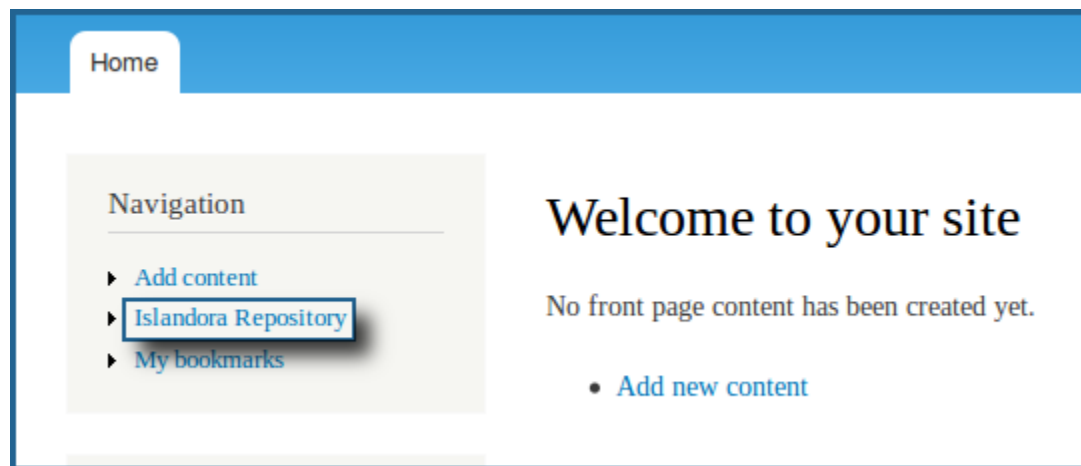 Home
Navigation
Add content
Islandora Repository
My bookmarks
Welcome to your site
No front page content has been created yet.
Add new content